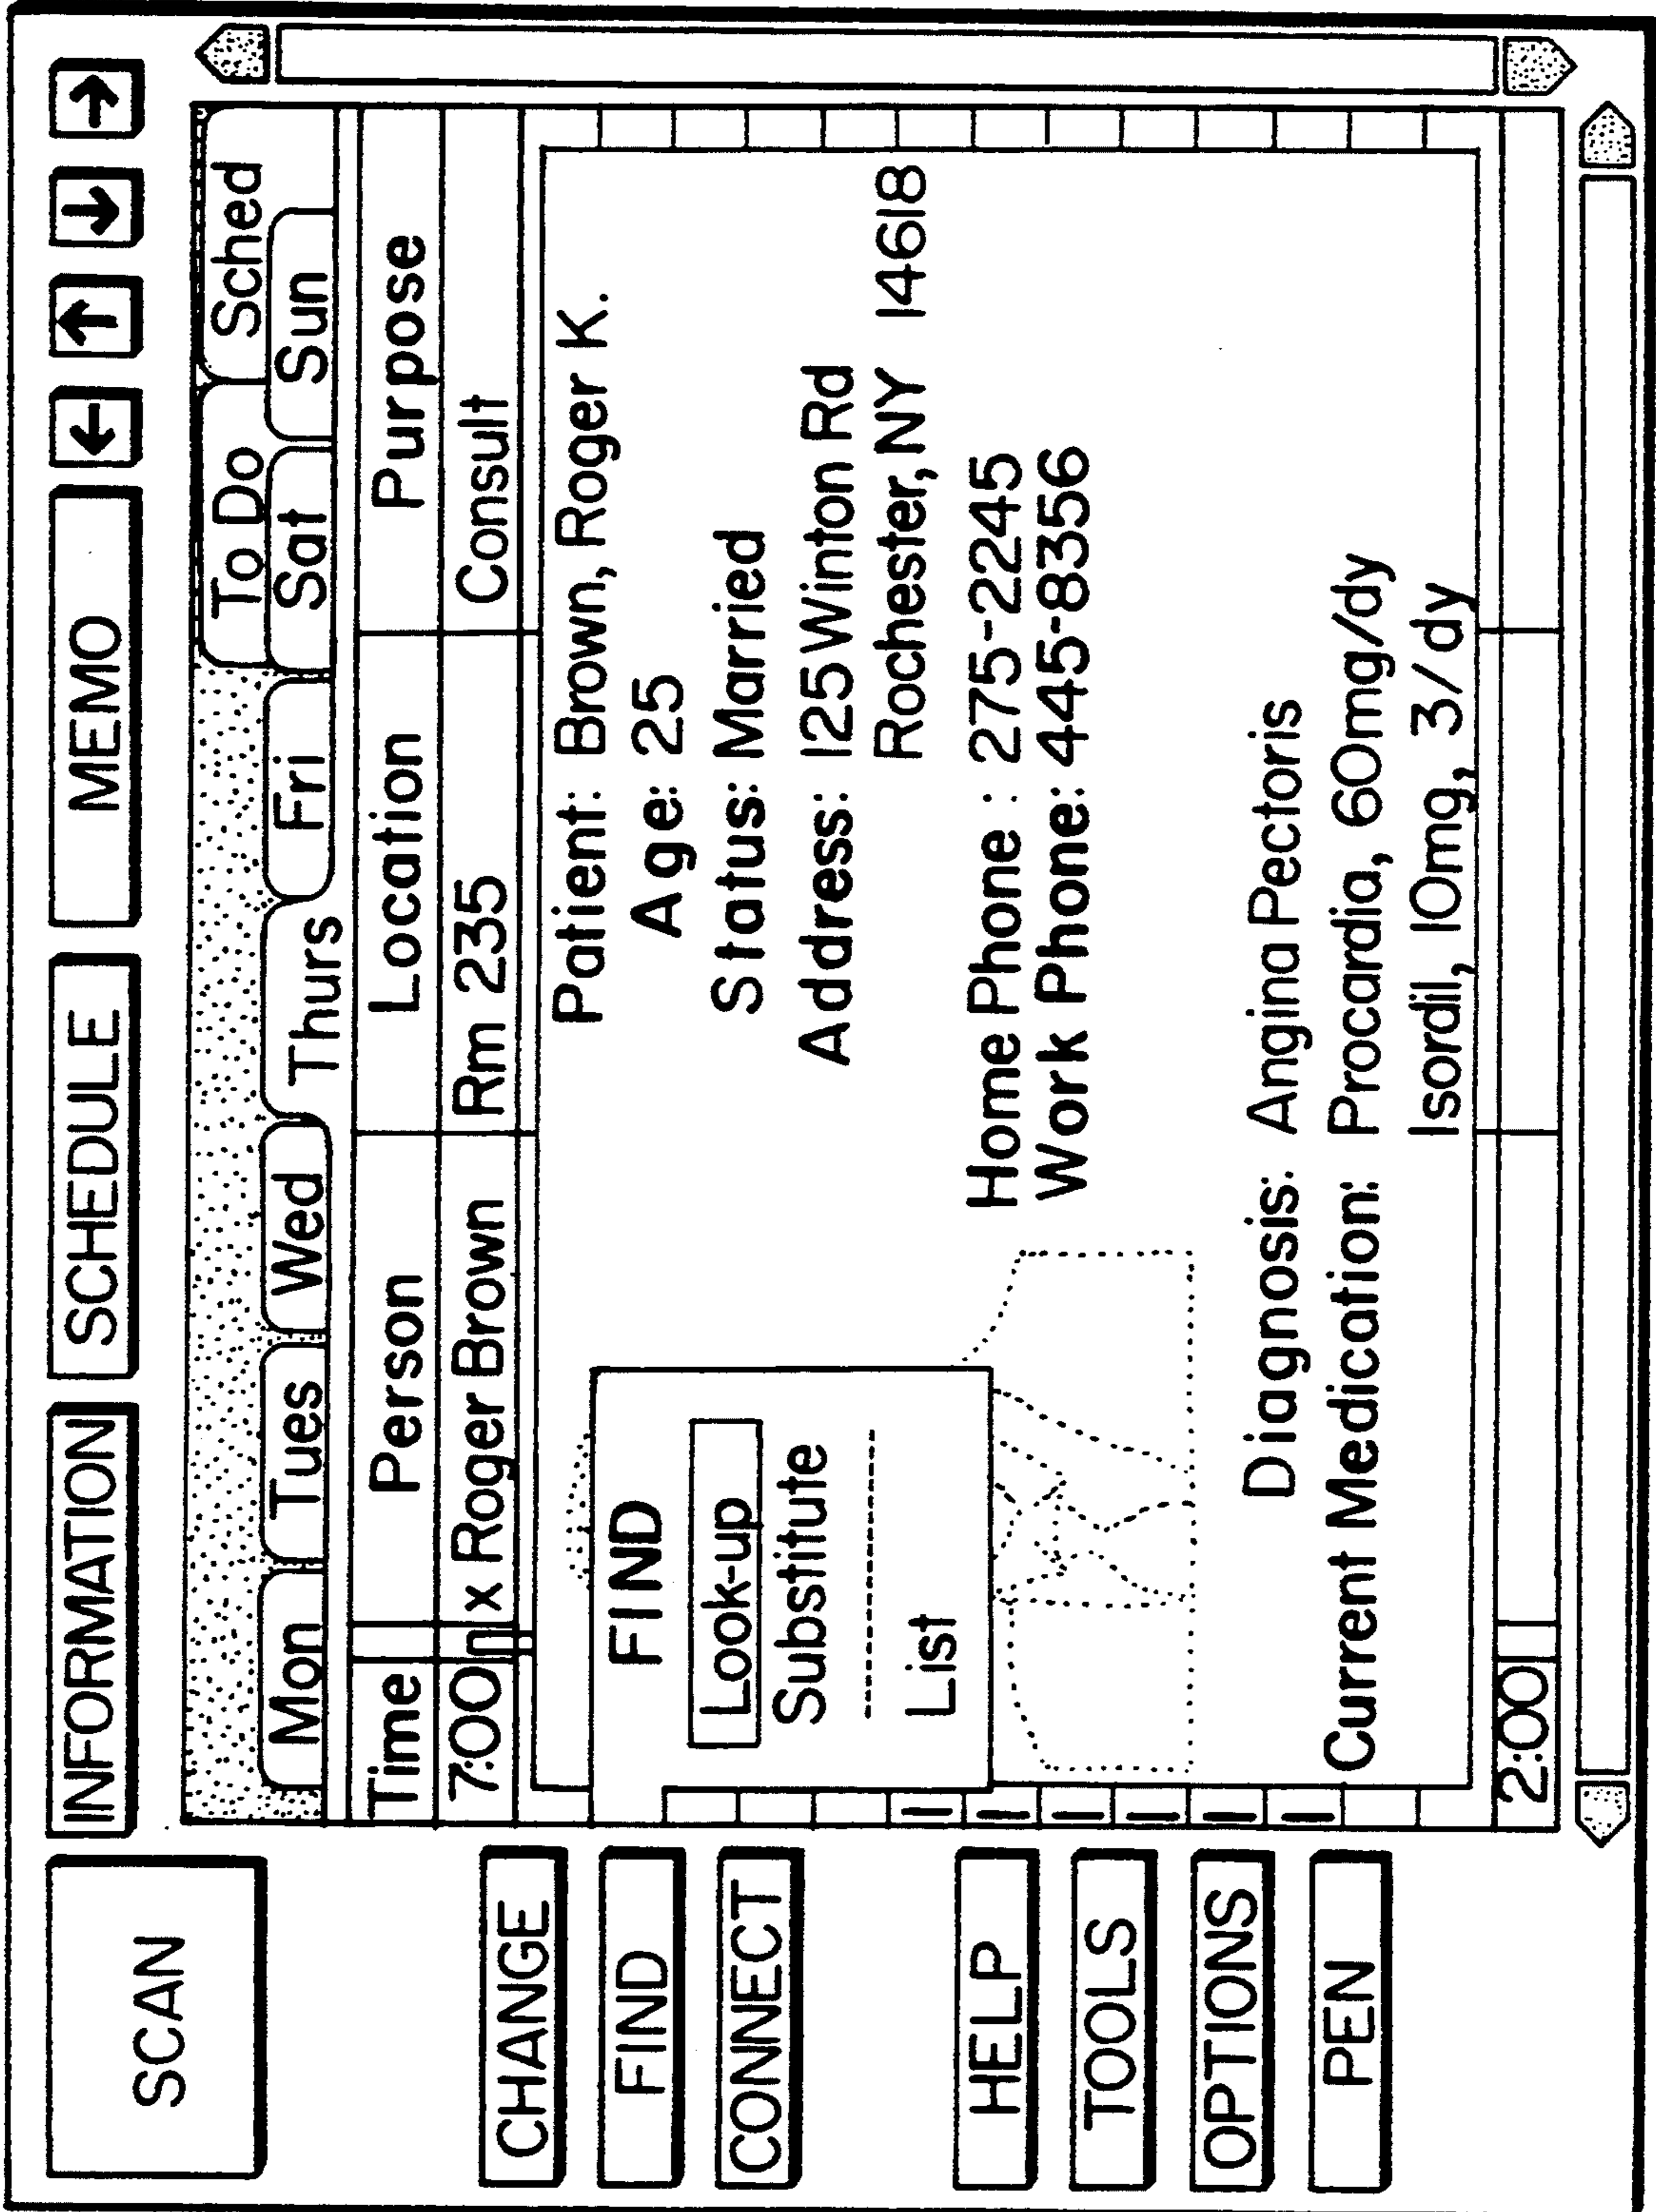 SCAN
INFORMATION
SCHEDULE
MEMO
← ↑ ↓ →
To Do
Sched
Mon
Tues
Wed
Thurs
Fri
Sat
Sun
Time
Person
Location
Purpose
7:00
x Roger Brown
Rm 235
Consult
CHANGE
FIND
CONNECT
HELP
TOOLS
OPTIONS
PEN
FIND
Look-up
Substitute
List
Patient: Brown, Roger K.
Age: 25
Status: Married
Address: 125 Winton Rd
Rochester, NY 14618
Home Phone : 275-2245
Work Phone: 445-8356
Diagnosis: Angina Pectoris
Current Medication: Procardia, 60mg/dy
Isordil, 10mg, 3/dy
2:00